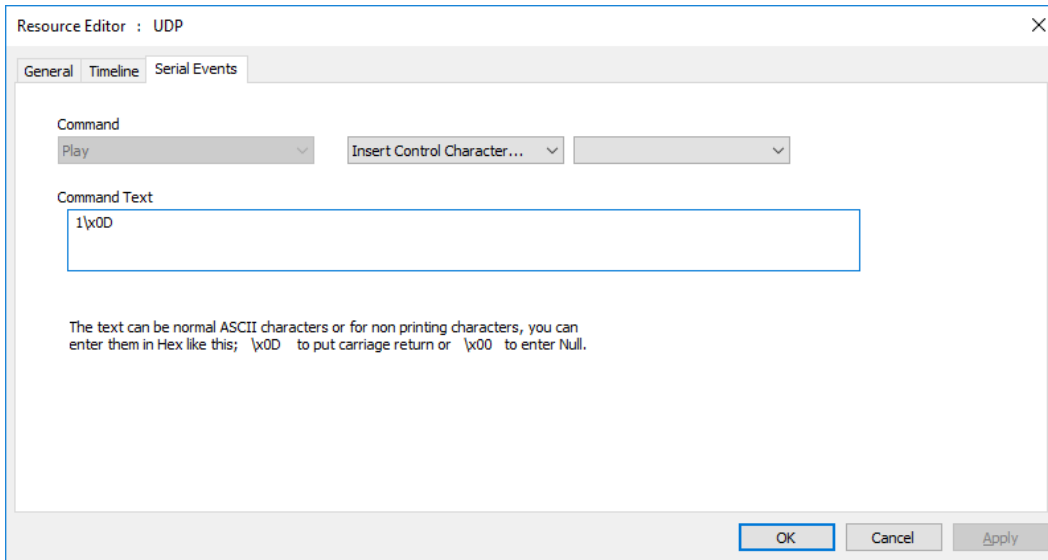 Resource Editor : UDP
General Timeline Serial Events
Command
Play Insert Control Character...
Command Text
1\x0D
The text can be normal ASCII characters or for non printing characters, you can
enter them in Hex like this; \x0D to put carriage return or \x00 to enter Null.
OK Cancel Apply